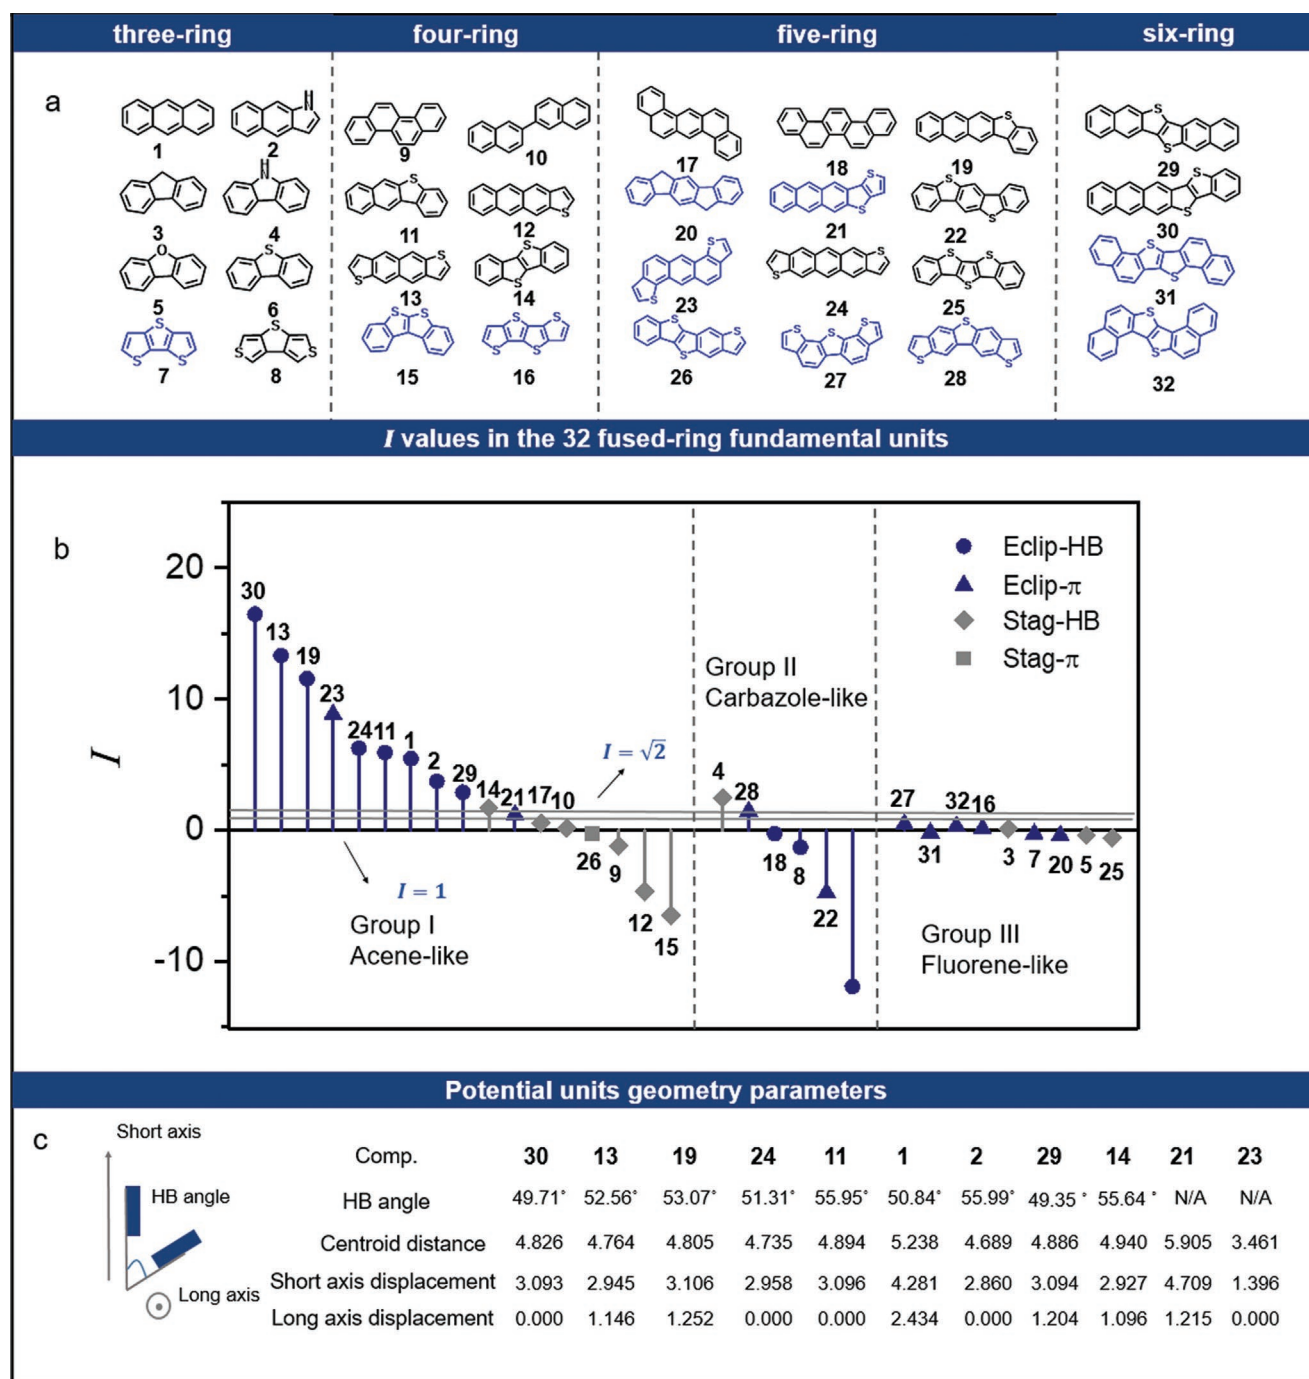 three-ring four-ring five-ring six-ring
a
H N S
1 2 9 10 17 18 19 29
H N S S S S S
3 4 11 12 20 21 22 30
O S S S S S S S S S S
5 6 13 14 23 24 25 31
S S S S S S S S S S S S S S S S S S S S S
7 8 15 16 26 27 28 32
I values in the 32 fused-ring fundamental units
b
Eclip-HB
Eclip-π
Stag-HB
Stag-π
20
10
0
-10
I
30
13
19
23
24 11 1
2 29
14 21 17 10
26 9
12
15
I = √2
I = 1
Group I
Acene-like
Group II
Carbazole-like
4
28
18 8
22
27 32 16
31 3 7 20 5 25
Group III
Fluorene-like
Potential units geometry parameters
c
Short axis
HB angle
Long axis
Comp. 30 13 19 24 11 1 2 29 14 21 23
HB angle 49.71° 52.56° 53.07° 51.31° 55.95° 50.84° 55.99° 49.35 ° 55.64 ° N/A N/A
Centroid distance 4.826 4.764 4.805 4.735 4.894 5.238 4.689 4.886 4.940 5.905 3.461
Short axis displacement 3.093 2.945 3.106 2.958 3.096 4.281 2.860 3.094 2.927 4.709 1.396
Long axis displacement 0.000 1.146 1.252 0.000 0.000 2.434 0.000 1.204 1.096 1.215 0.000